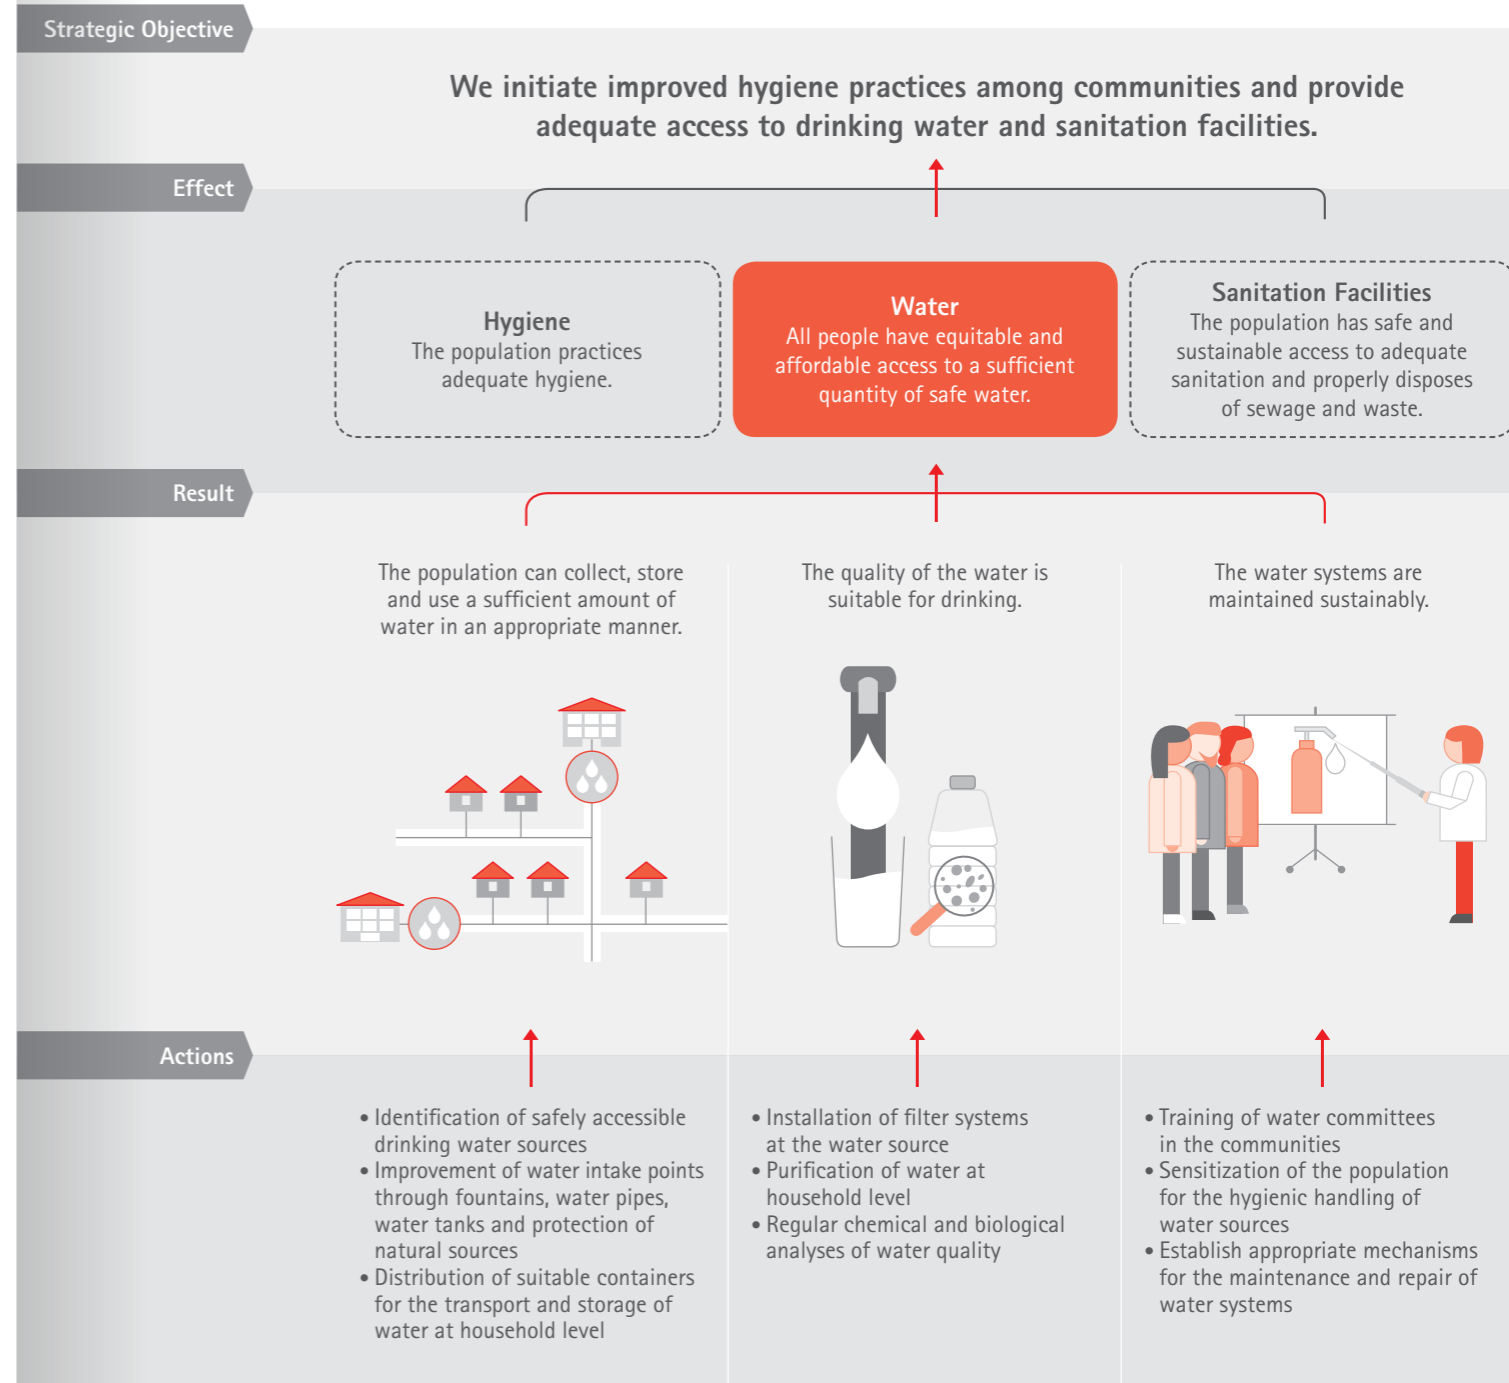 Strategic Objective
We initiate improved hygiene practices among communities and provide
adequate access to drinking water and sanitation facilities.
Effect
Hygiene
The population practices
adequate hygiene.
Water
All people have equitable and
affordable access to a sufficient
quantity of safe water.
Sanitation Facilities
The population has safe and
sustainable access to adequate
sanitation and properly disposes
of sewage and waste.
Result
The population can collect, store
and use a sufficient amount of
water in an appropriate manner.
The quality of the water is
suitable for drinking.
The water systems are
maintained sustainably.
Actions
• Identification of safely accessible
drinking water sources
• Improvement of water intake points
through fountains, water pipes,
water tanks and protection of
natural sources
• Distribution of suitable containers
for the transport and storage of
water at household level
• Installation of filter systems
at the water source
• Purification of water at
household level
• Regular chemical and biological
analyses of water quality
• Training of water committees
in the communities
• Sensitization of the population
for the hygienic handling of
water sources
• Establish appropriate mechanisms
for the maintenance and repair of
water systems